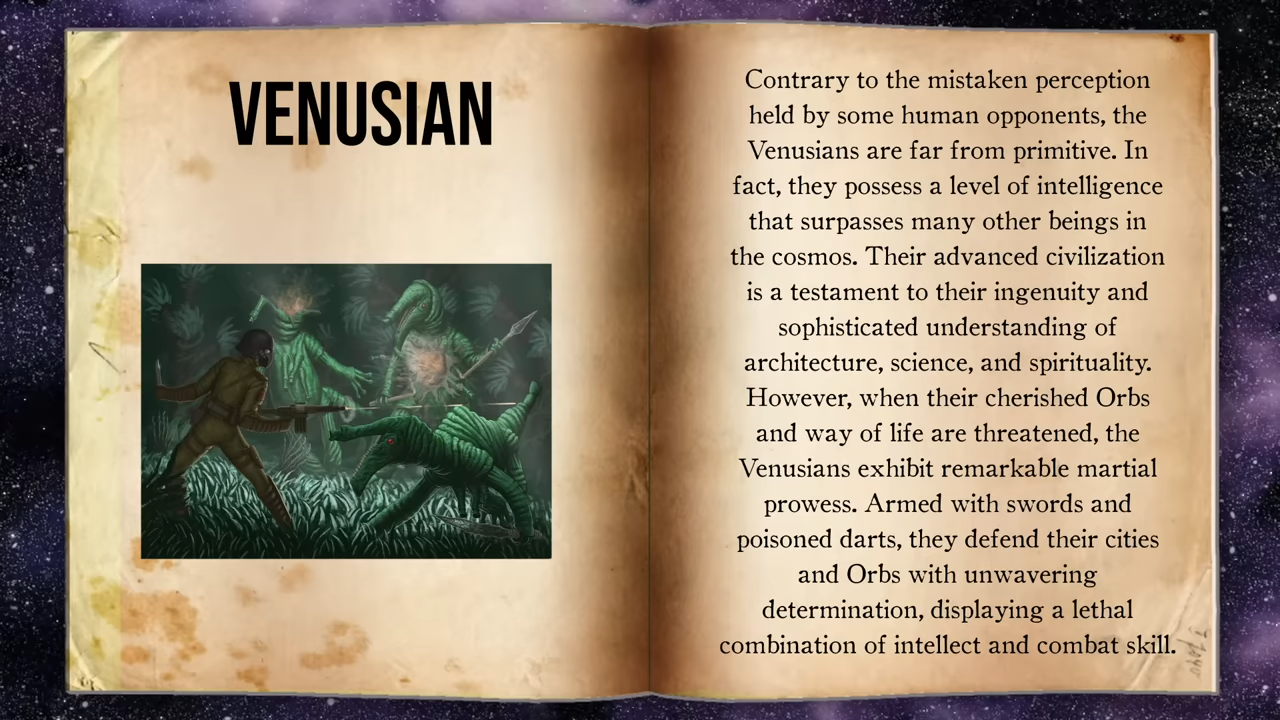 VENUSIAN
Contrary to the mistaken perception
held by some human opponents, the
Venusians are far from primitive. In
fact, they possess a level of intelligence
that surpasses many other beings in
the cosmos. Their advanced civilization
is a testament to their ingenuity and
sophisticated understanding of
architecture, science, and spirituality.
However, when their cherished Orbs
and way of life are threatened, the
Venusians exhibit remarkable martial
prowess. Armed with swords and
poisoned darts, they defend their cities
and Orbs with unwavering
determination, displaying a lethal
combination of intellect and combat skill.